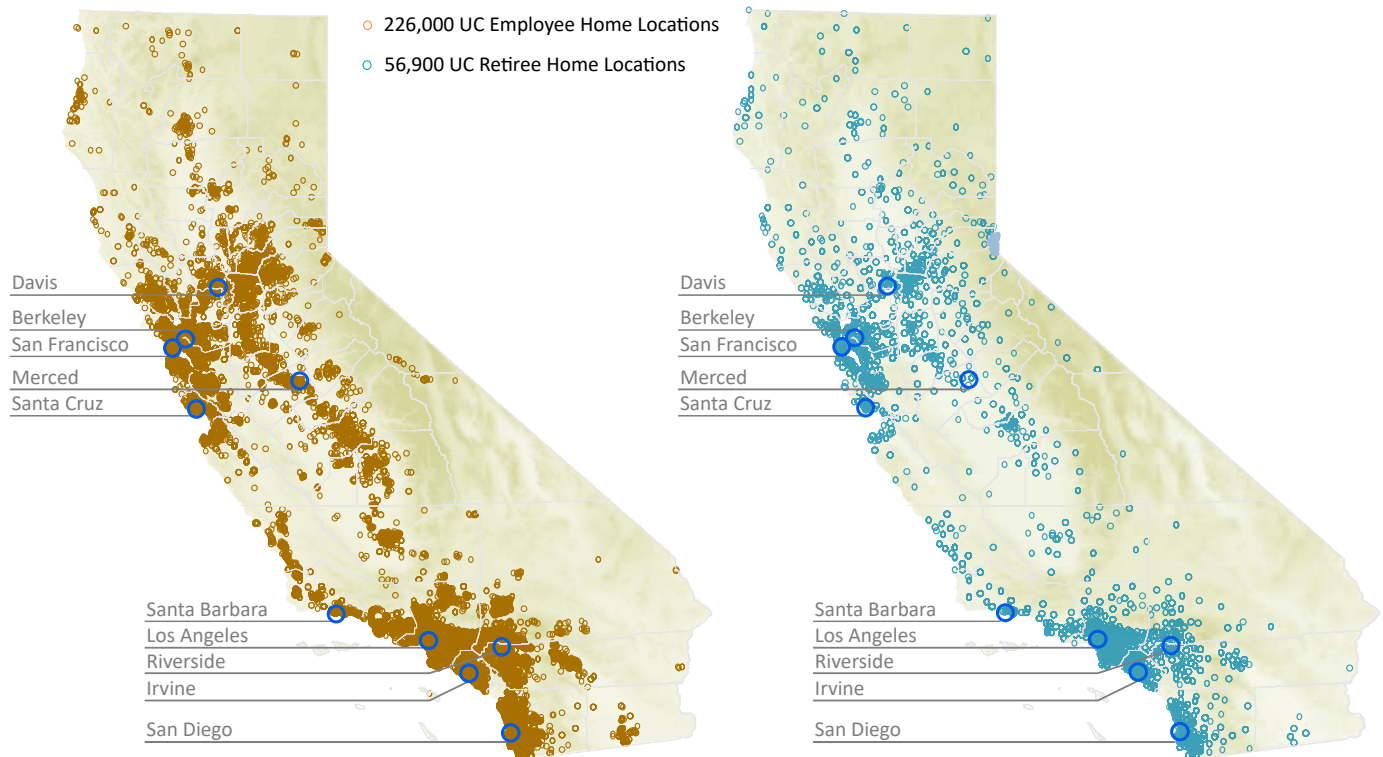 226,000 UC Employee Home Locations
56,900 UC Retiree Home Locations
Davis
Berkeley
San Francisco
Merced
Santa Cruz
Santa Barbara
Los Angeles
Riverside
Irvine
San Diego
Davis
Berkeley
San Francisco
Merced
Santa Cruz
Santa Barbara
Los Angeles
Riverside
Irvine
San Diego